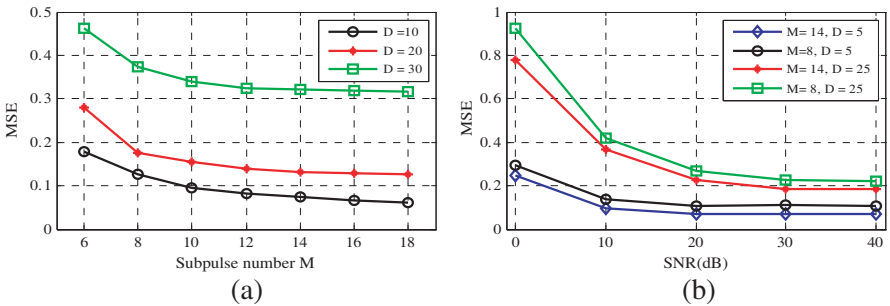 0.5
0.4
0.3
0.2
0.1
0
MSE
6 8 10 12 14 16 18
Subpulse number M
D =10
D = 20
D = 30
(a)
1
0.8
0.6
0.4
0.2
0
MSE
0 10 20 30 40
SNR(dB)
M= 14, D = 5
M=8, D = 5
M= 14, D = 25
M= 8, D = 25
(b)